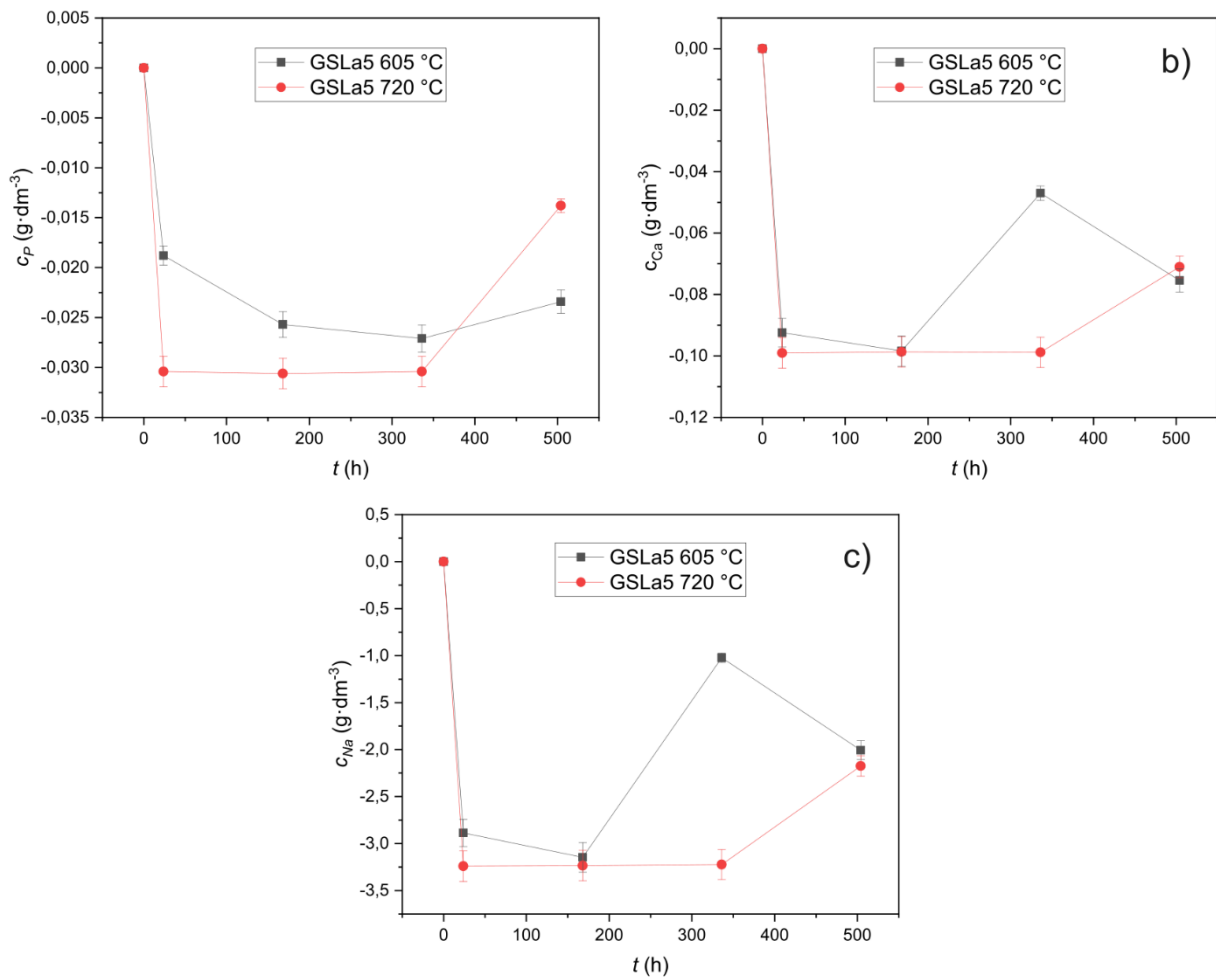 0,005
0,000
-0,005
-0,010
-0,015
-0,020
-0,025
-0,030
-0,035
c_P (g·dm⁻³)
GSLa5 605 °C
GSLa5 720 °C
0 100 200 300 400 500
t (h)
b)
0,00
-0,02
-0,04
-0,06
-0,08
-0,10
-0,12
c_Ca (g·dm⁻³)
GSLa5 605 °C
GSLa5 720 °C
0 100 200 300 400 500
t (h)
c)
0,5
0,0
-0,5
-1,0
-1,5
-2,0
-2,5
-3,0
-3,5
c_Na (g·dm⁻³)
GSLa5 605 °C
GSLa5 720 °C
0 100 200 300 400 500
t (h)